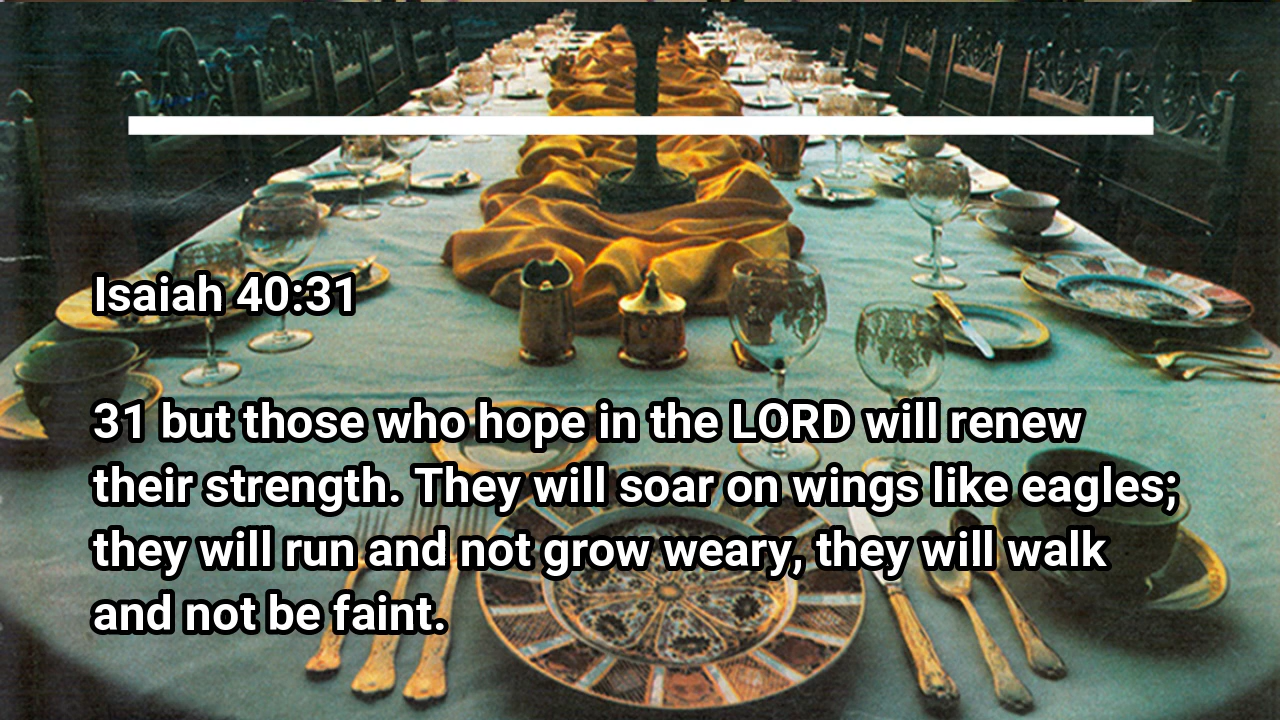 Isaiah 40:31
31 but those who hope in the LORD will renew
their strength. They will soar on wings like eagles;
they will run and not grow weary, they will walk
and not be faint.